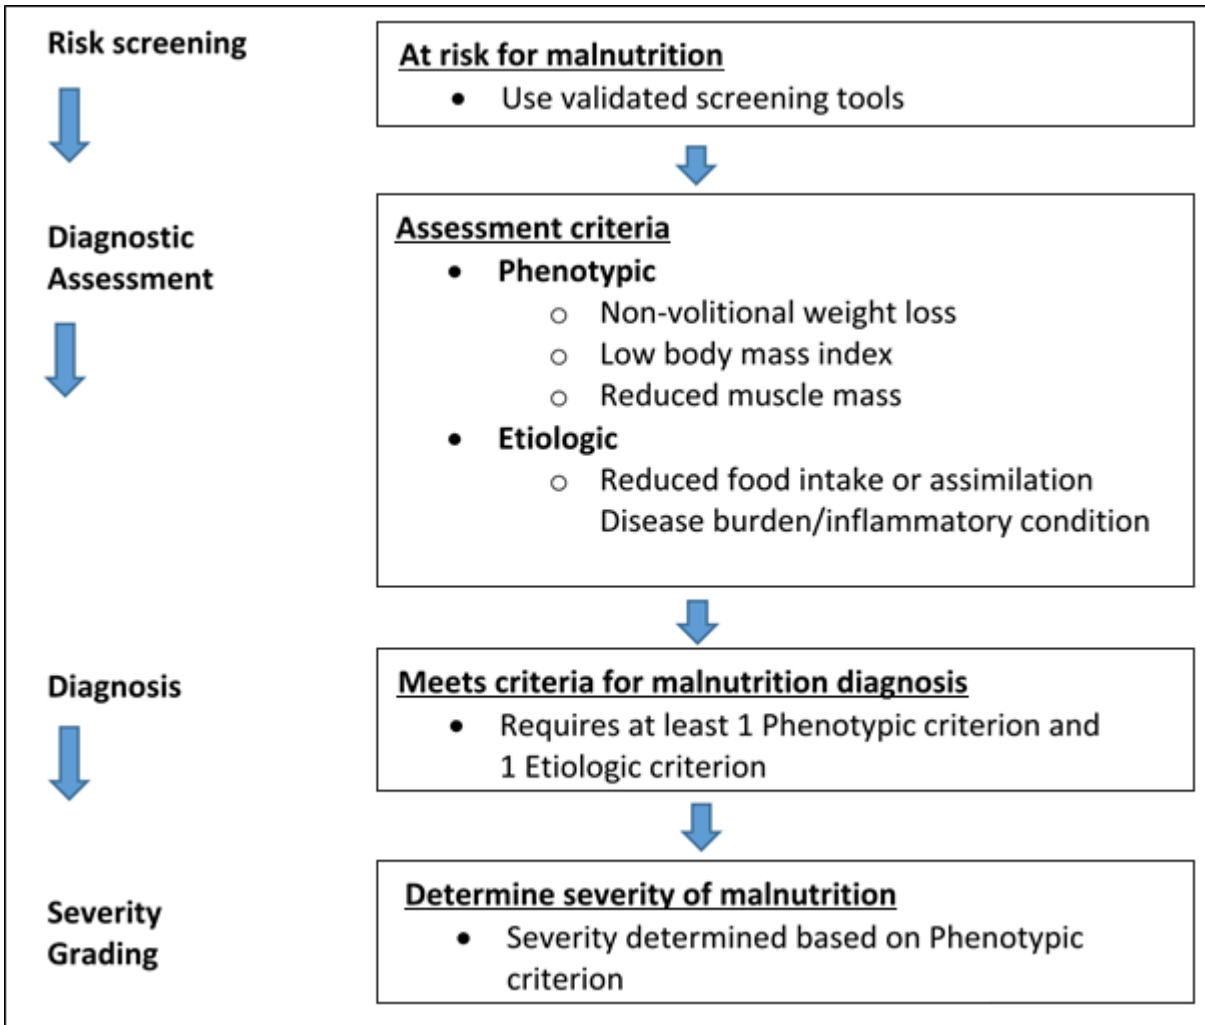 Risk screening
At risk for malnutrition
• Use validated screening tools
Diagnostic
Assessment
Assessment criteria
• Phenotypic
o Non-volitional weight loss
o Low body mass index
o Reduced muscle mass
• Etiologic
o Reduced food intake or assimilation
Disease burden/inflammatory condition
Diagnosis
Meets criteria for malnutrition diagnosis
• Requires at least 1 Phenotypic criterion and
1 Etiologic criterion
Severity
Grading
Determine severity of malnutrition
• Severity determined based on Phenotypic
criterion